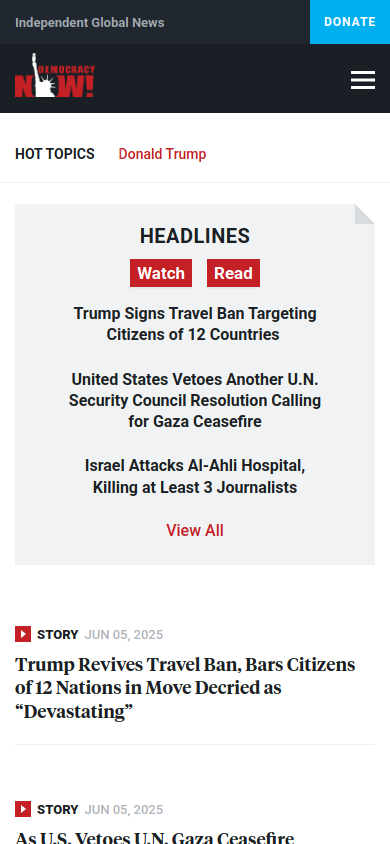 Independent Global News
DONATE
DEMOCRACY
NOW!
HOT TOPICS
Donald Trump
HEADLINES
Watch
Read
Trump Signs Travel Ban Targeting
Citizens of 12 Countries
United States Vetoes Another U.N.
Security Council Resolution Calling
for Gaza Ceasefire
Israel Attacks Al-Ahli Hospital,
Killing at Least 3 Journalists
View All
STORY JUN 05, 2025
Trump Revives Travel Ban, Bars Citizens
of 12 Nations in Move Decried as
“Devastating”
STORY JUN 05, 2025
As U.S. Vetoes U.N. Gaza Ceasefire